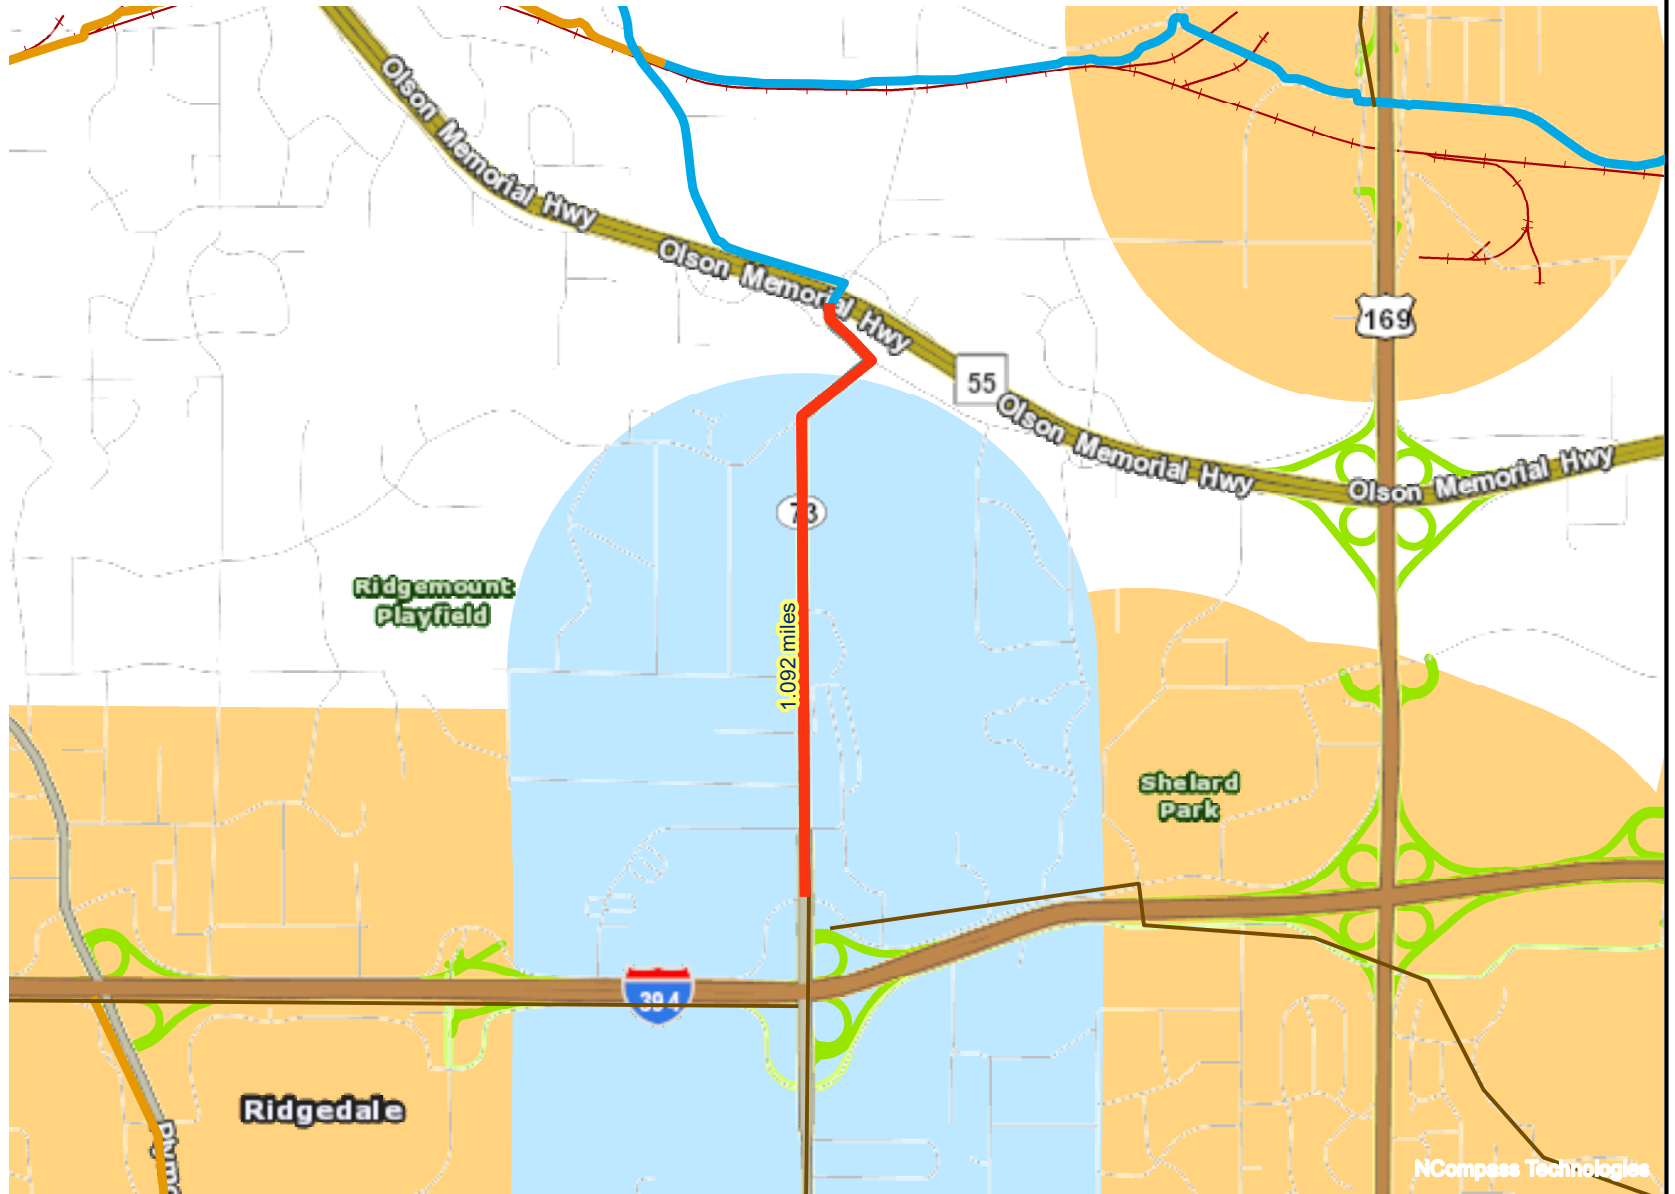 Olson Memorial Hwy
Olson Memorial Hwy
169
55
Olson Memorial Hwy
Olson Memorial Hwy
73
Ridgemount
Playfield
1.092 miles
Shelard
Park
394
Ridgedale
NCompass Technologies